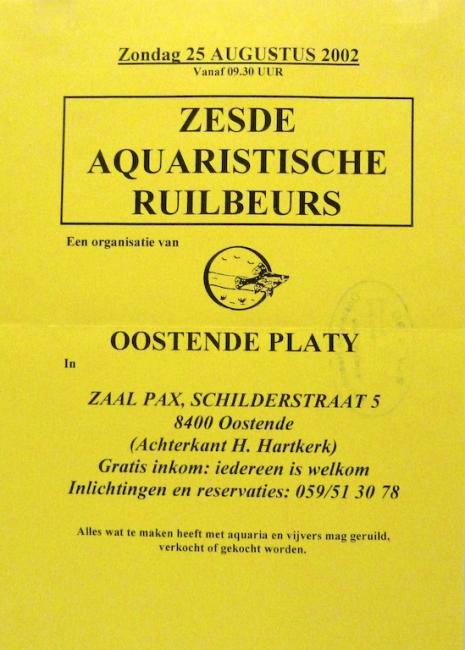 Zondag 25 AUGUSTUS 2002
Vanaf 09.30 UUR
ZESDE
AQUARISTISCHE
RUILBEURS
Een organisatie van
OOSTENDE PLATY
In
ZAAL PAX, SCHILDERSTRAAT 5
8400 Oostende
(Achterkant H. Hartkerk)
Gratis inkom: iedereen is welkom
Inlichtingen en reservaties: 059/51 30 78
Alles wat te maken heeft met aquaria en vijvers mag geruild,
verkocht of gekocht worden.